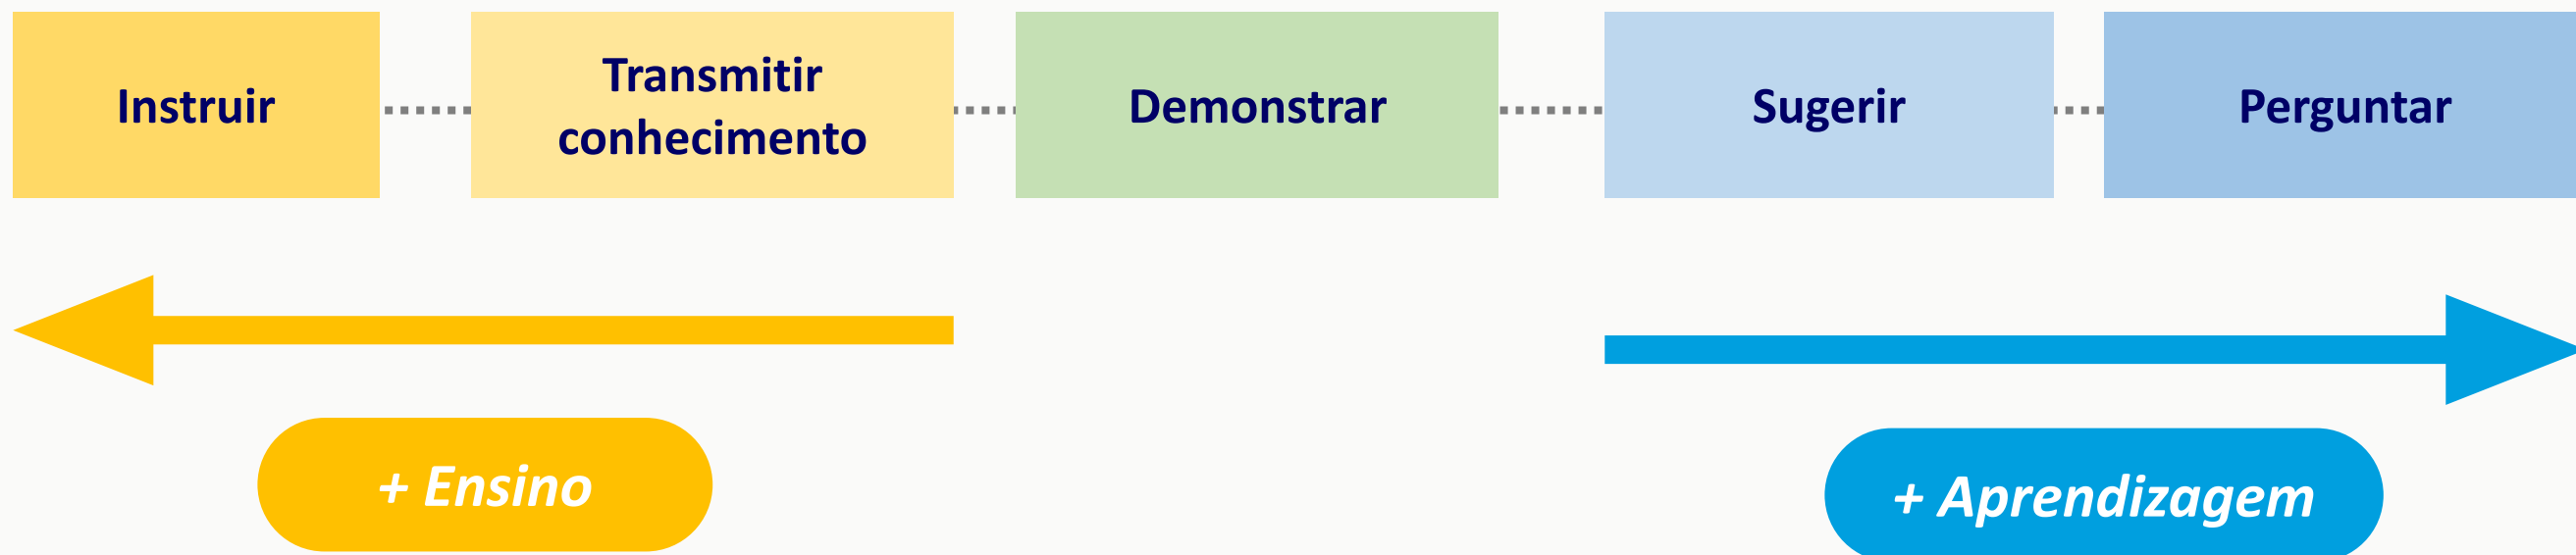 Instruir
Transmitir
conhecimento
Demonstrar
Sugerir
Perguntar
+ Ensino
+ Aprendizagem